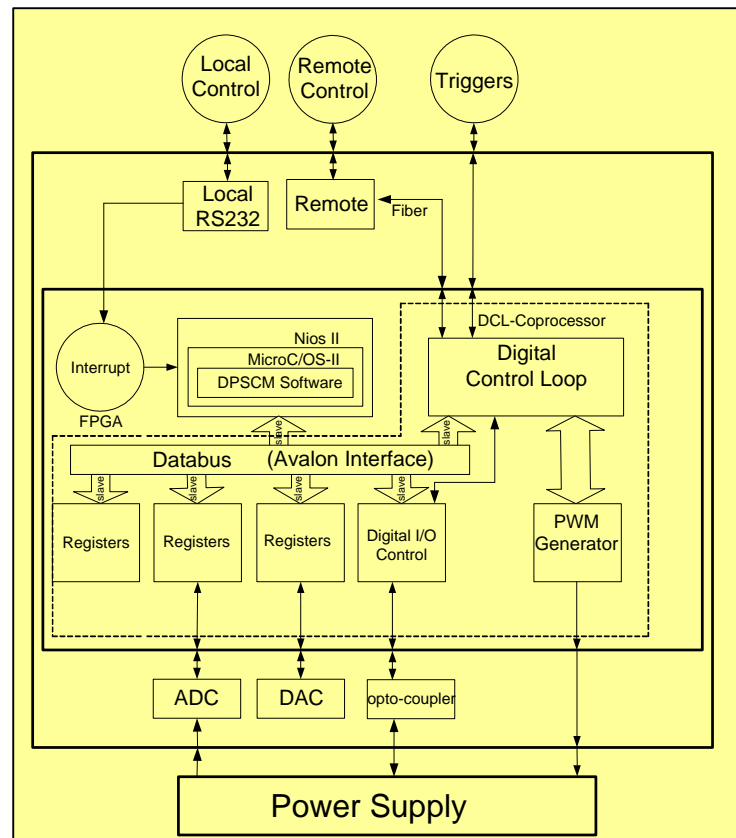 Local
Control
Remote
Control
Triggers
Local
RS232
Remote
Fiber
DCL-Coprocessor
Nios II
MicroC/OS-II
DPSCM Software
Digital
Control Loop
Interrupt
FPGA
slave
slave
Databus (Avalon Interface)
slave
slave
slave
slave
Registers
Registers
Registers
Digital I/O
Control
PWM
Generator
ADC
DAC
opto-coupler
Power Supply